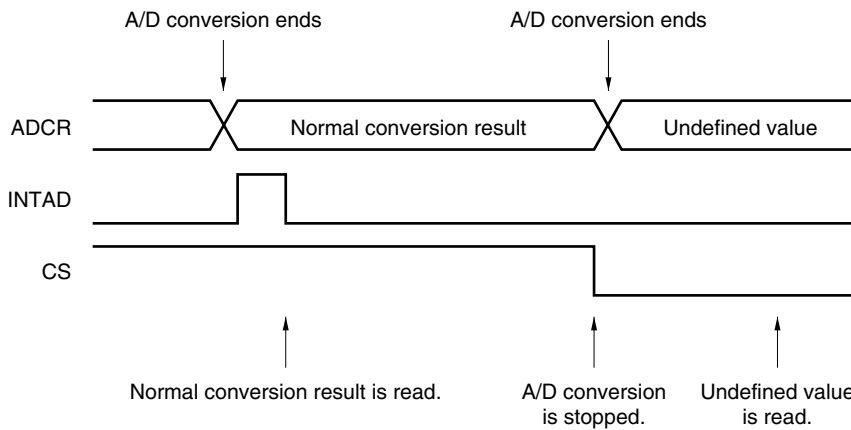 A/D conversion ends
A/D conversion ends
ADCR
Normal conversion result
Undefined value
INTAD
CS
Normal conversion result is read.
A/D conversion
is stopped.
Undefined value
is read.